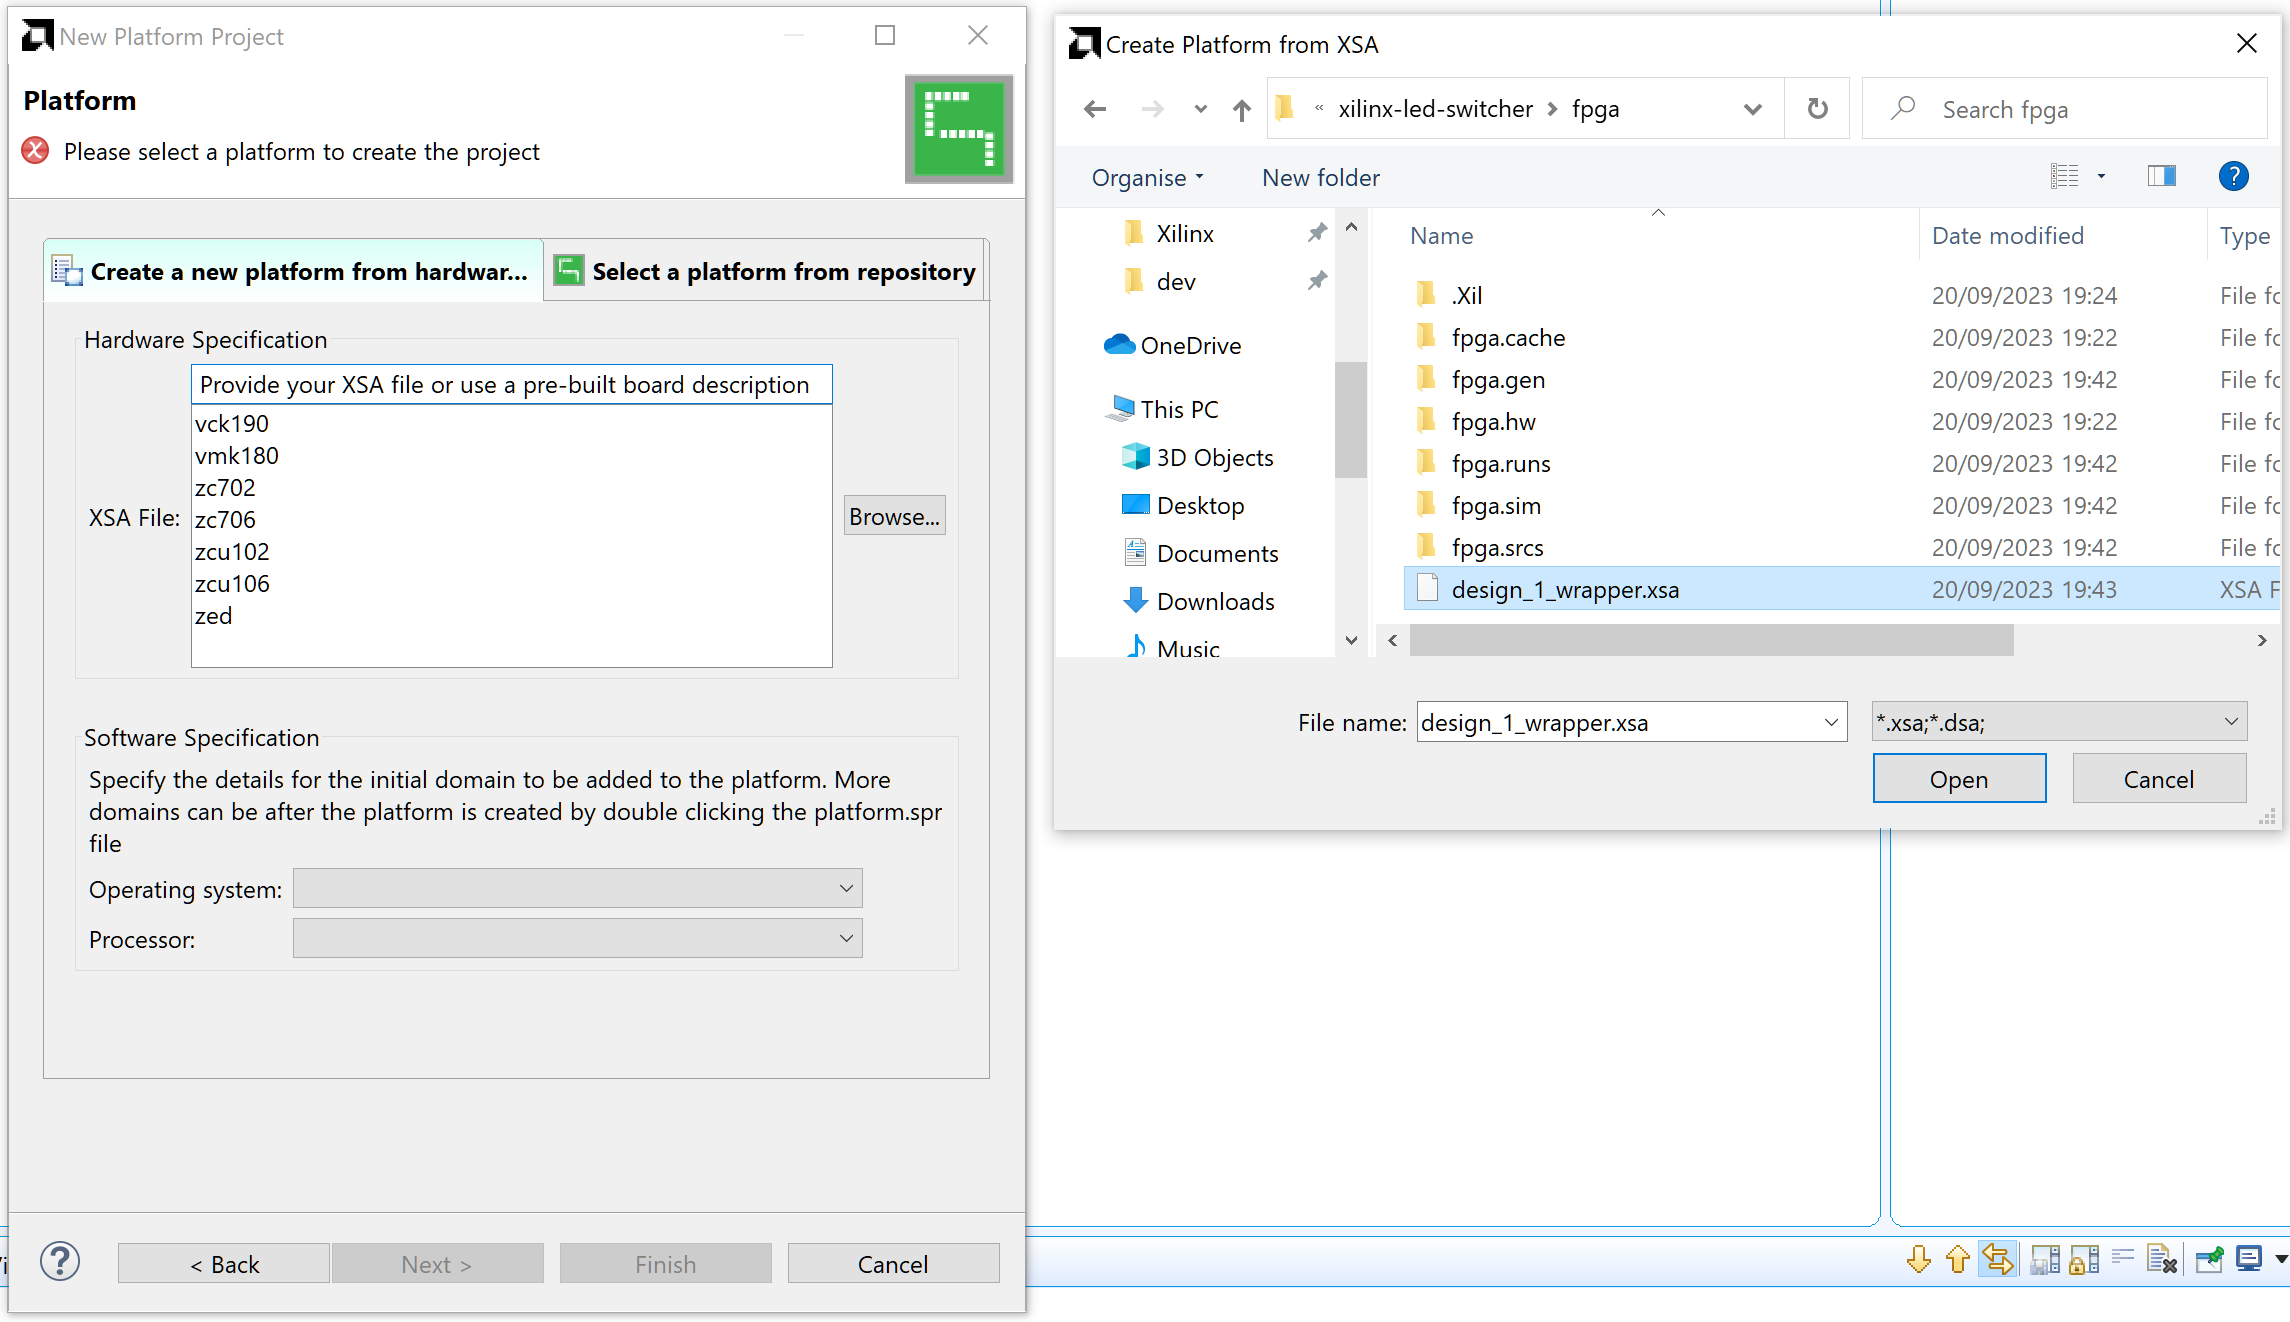 New Platform Project
Platform
Please select a platform to create the project
Create a new platform from hardwar...
Select a platform from repository
Hardware Specification
Provide your XSA file or use a pre-built board description
vck190
vmk180
zc702
zc706
zcu102
zcu106
zed
XSA File:
Browse...
Software Specification
Specify the details for the initial domain to be added to the platform. More
domains can be after the platform is created by double clicking the platform.spr
file
Operating system:
Processor:
< Back
Next >
Finish
Cancel
Create Platform from XSA
« xilinx-led-switcher > fpga
Search fpga
Organise
New folder
Xilinx
dev
OneDrive
This PC
3D Objects
Desktop
Documents
Downloads
Music
Name Date modified Type
.Xil 20/09/2023 19:24 File fo
fpga.cache 20/09/2023 19:22 File fo
fpga.gen 20/09/2023 19:42 File fo
fpga.hw 20/09/2023 19:22 File fo
fpga.runs 20/09/2023 19:42 File fo
fpga.sim 20/09/2023 19:42 File fo
fpga.srcs 20/09/2023 19:42 File fo
design_1_wrapper.xsa 20/09/2023 19:43 XSA F
File name: design_1_wrapper.xsa
*.xsa;*.dsa;
Open
Cancel